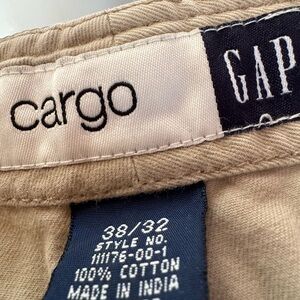 cargo GAP
38/32
STYLE NO.
111176-00-1
100% COTTON
MADE IN INDIA